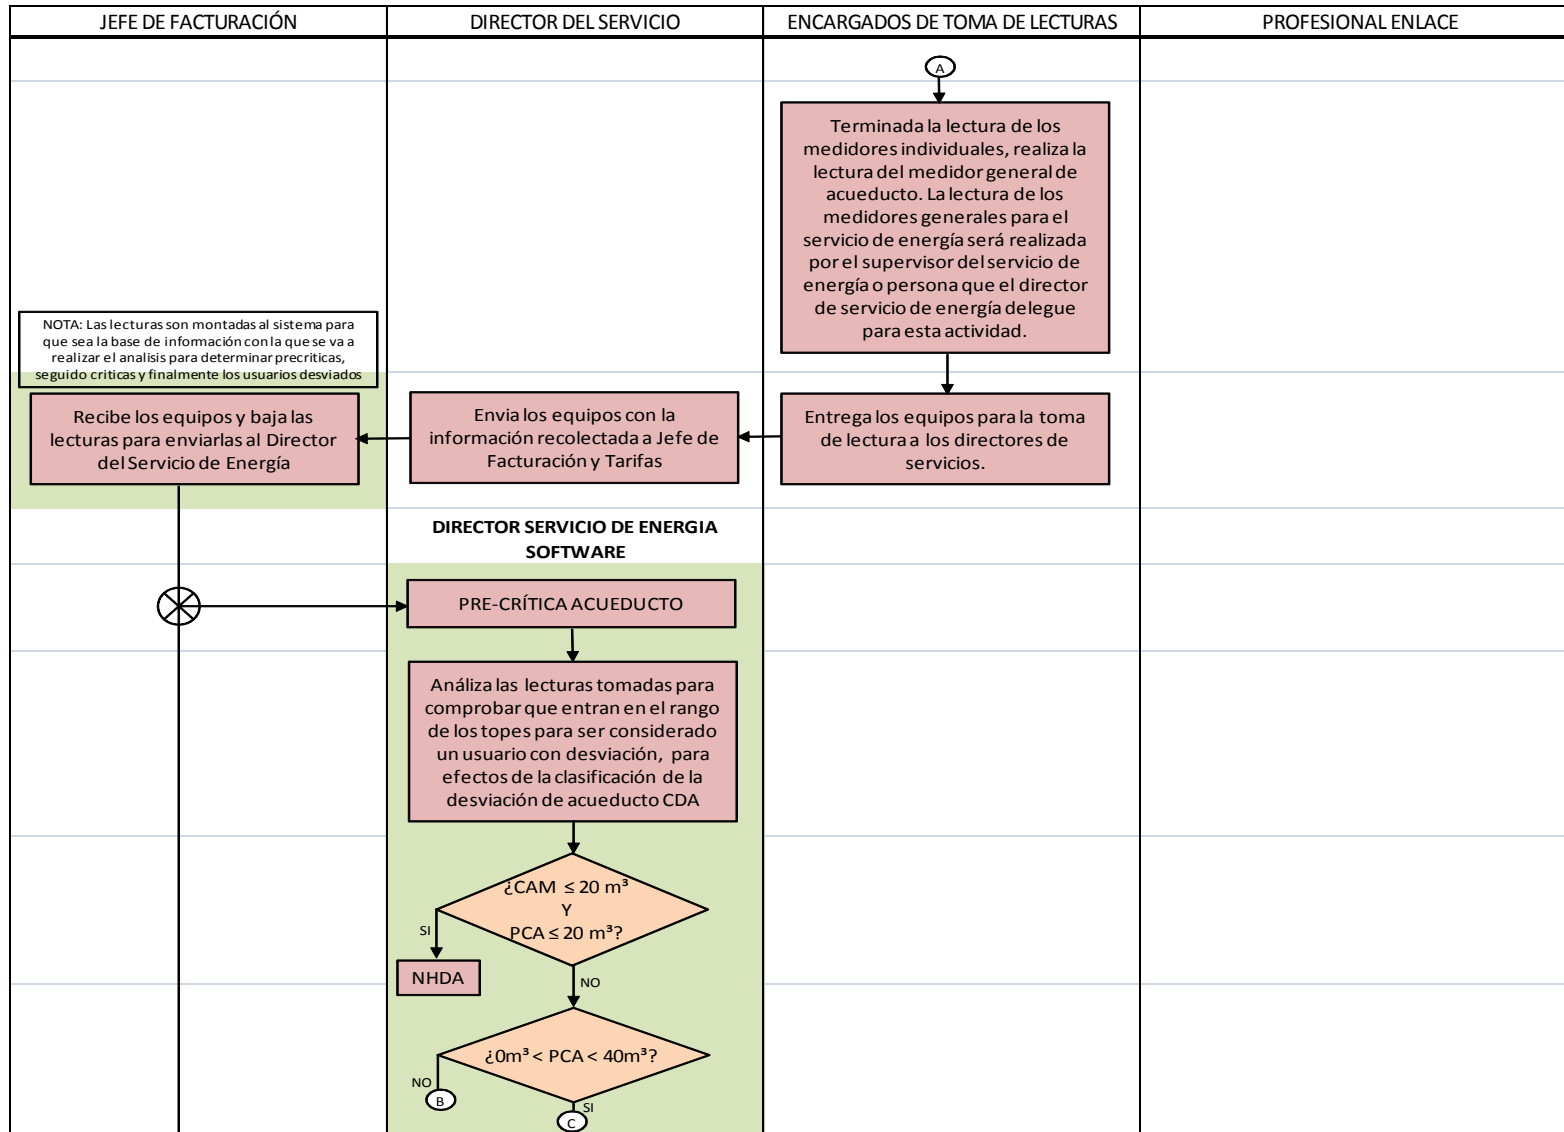 JEFE DE FACTURACIÓN
DIRECTOR DEL SERVICIO
ENCARGADOS DE TOMA DE LECTURAS
PROFESIONAL ENLACE
A
Terminada la lectura de los
medidores individuales, realiza la
lectura del medidor general de
acueducto. La lectura de los
medidores generales para el
servicio de energía será realizada
por el supervisor del servicio de
energía o persona que el director
de servicio de energía delegue
para esta actividad.
NOTA: Las lecturas son montadas al sistema para
que sea la base de información con la que se va a
realizar el analisis para determinar precriticas,
seguido criticas y finalmente los usuarios desviados
Recibe los equipos y baja las
lecturas para enviarlas al Director
del Servicio de Energía
Envia los equipos con la
información recolectada a Jefe de
Facturación y Tarifas
Entrega los equipos para la toma
de lectura a los directores de
servicios.
DIRECTOR SERVICIO DE ENERGIA
SOFTWARE
PRE-CRÍTICA ACUEDUCTO
Análiza las lecturas tomadas para
comprobar que entran en el rango
de los topes para ser considerado
un usuario con desviación, para
efectos de la clasificación de la
desviación de acueducto CDA
¿CAM ≤ 20 m³
Y
PCA ≤ 20 m³?
SI
NHDA
NO
¿0m³ < PCA < 40m³?
NO
B
SI
C